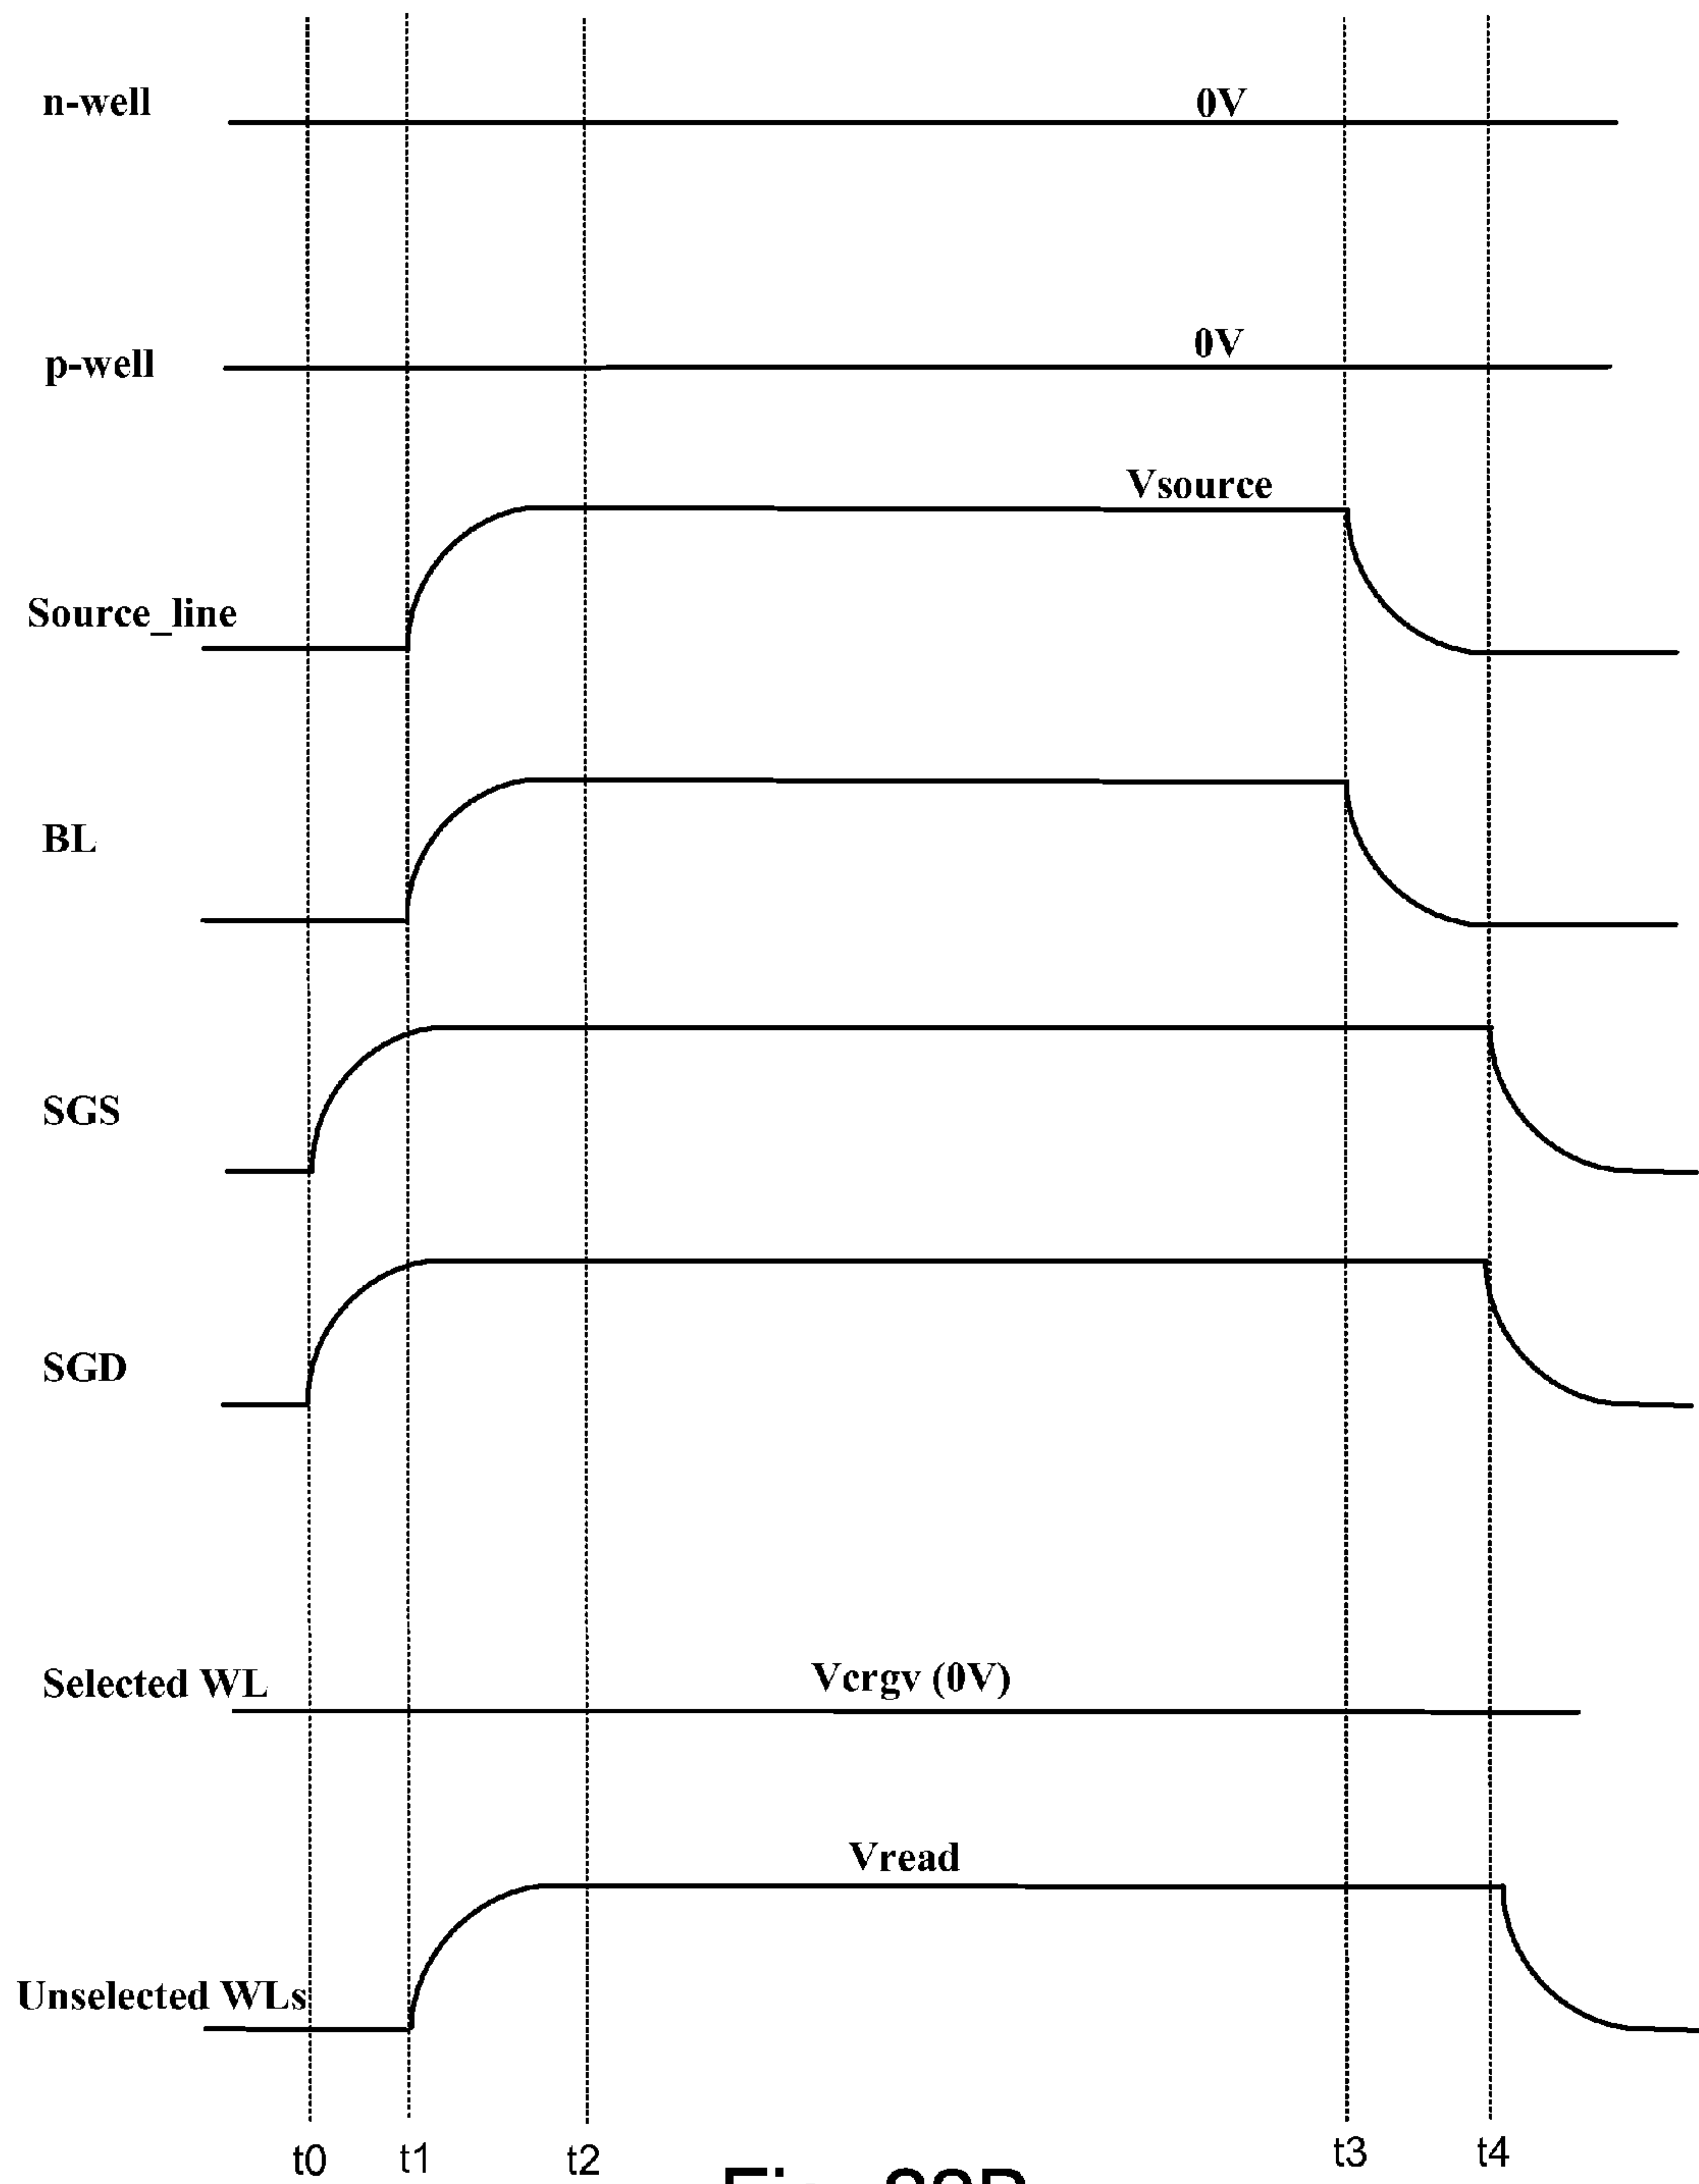 n-well
0V
p-well
0V
Vsource
Source_line
BL
SGS
SGD
Selected WL
Vcrgv (0V)
Vread
Unselected WLs
t0 t1 t2 t3 t4